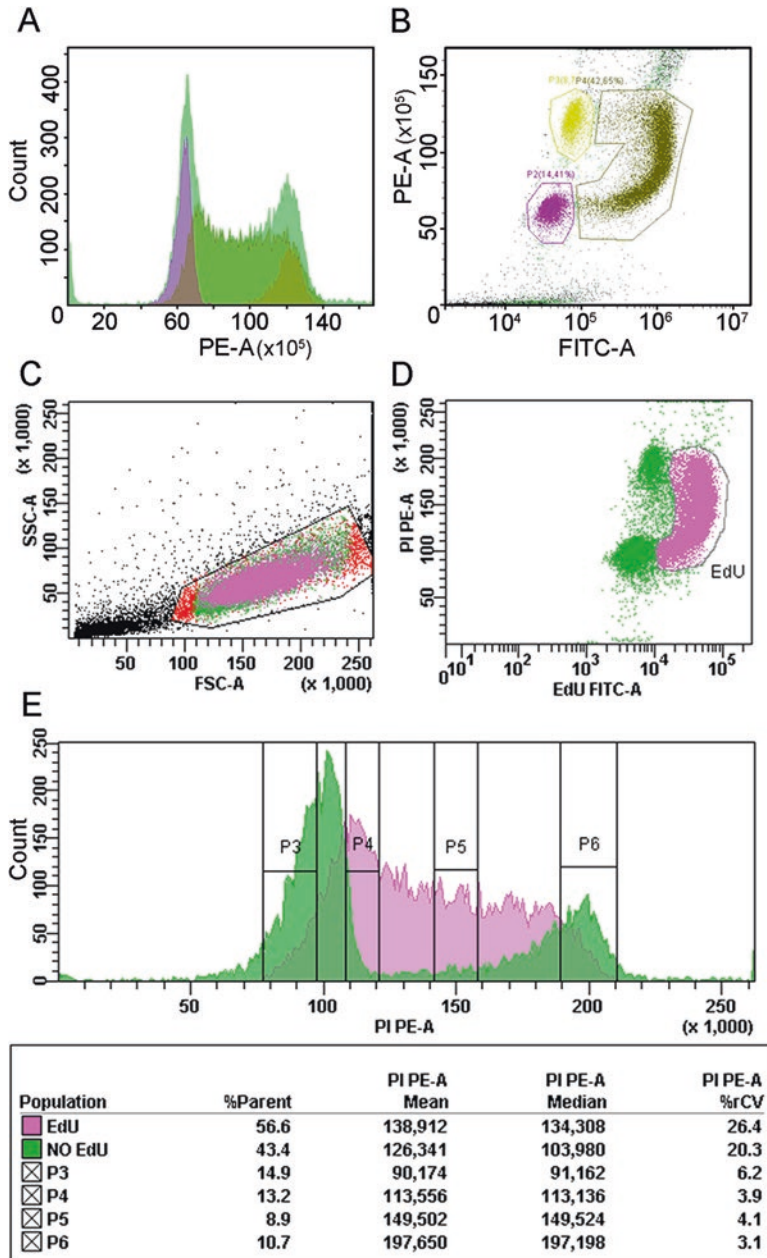 A
Count
400
300
200
100
0
20
60
100
140
PE-A (x10⁵)
B
PE-A (x10⁵)
150
100
50
0
P4(42,65%)
P2(14,41%)
10⁴
10⁵
10⁶
10⁷
FITC-A
C
SSC-A
(x 1,000)
250
200
150
100
50
50 100 150 200 250
FSC-A (x 1,000)
D
PI PE-A
(x 1,000)
250
200
150
100
50
EdU
0 10¹ 10² 10³ 10⁴ 10⁵
EdU FITC-A
E
Count
250
200
150
100
50
0
P3
P4
P5
P6
50 100 150 200 250
PI PE-A (x 1,000)
PI PE-A PI PE-A PI PE-A
Population %Parent Mean Median %rCV
EdU 56.6 138,912 134,308 26.4
NO EdU 43.4 126,341 103,980 20.3
P3 14.9 90,174 91,162 6.2
P4 13.2 113,556 113,136 3.9
P5 8.9 149,502 149,524 4.1
P6 10.7 197,650 197,198 3.1